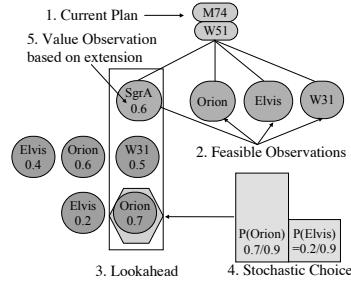 1. Current Plan
M74
W51
5. Value Observation
based on extension
SgrA
0.6
Orion
Elvis
W31
2. Feasible Observations
Elvis
0.4
Orion
0.6
W31
0.5
Elvis
0.2
Orion
0.7
P(Orion)
0.7/0.9
P(Elvis)
=0.2/0.9
3. Lookahead
4. Stochastic Choice